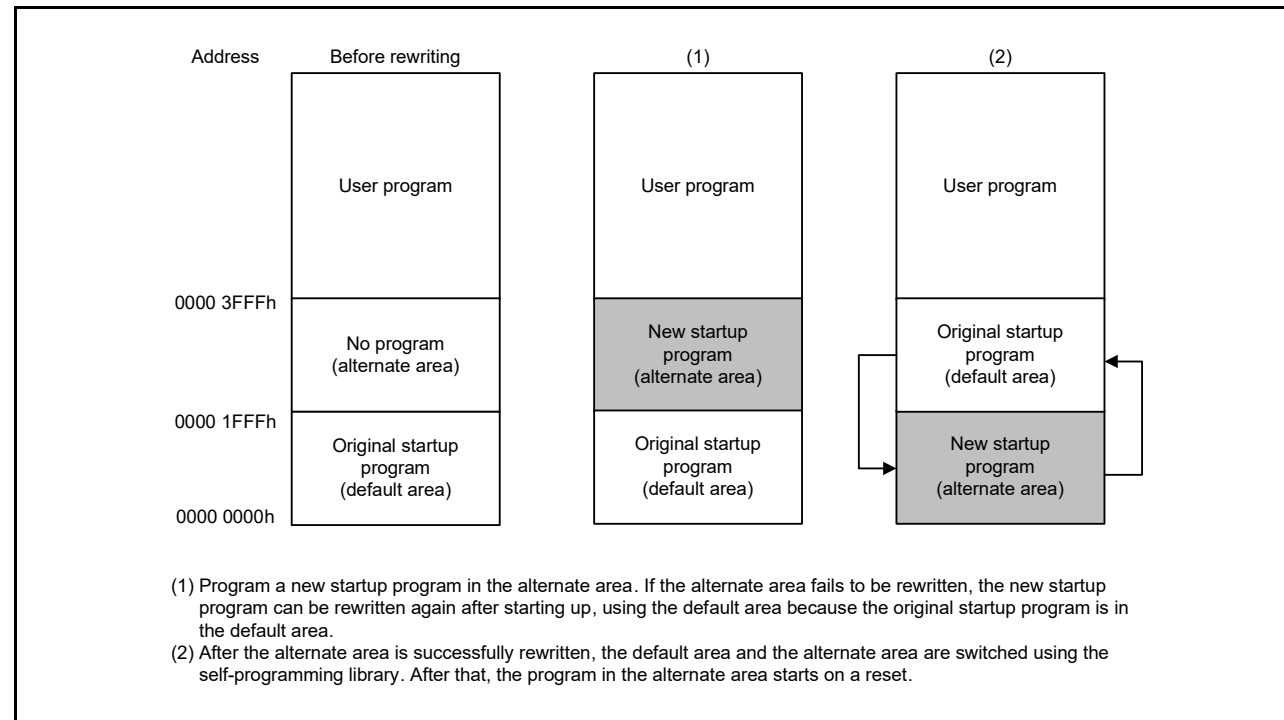 Address Before rewriting (1) (2)
User program User program User program
0000 3FFFh
No program
(alternate area)
New startup
program
(alternate area)
Original startup
program
(default area)
0000 1FFFh
Original startup
program
(default area)
Original startup
program
(default area)
New startup
program
(alternate area)
0000 0000h
(1) Program a new startup program in the alternate area. If the alternate area fails to be rewritten, the new startup
program can be rewritten again after starting up, using the default area because the original startup program is in
the default area.
(2) After the alternate area is successfully rewritten, the default area and the alternate area are switched using the
self-programming library. After that, the program in the alternate area starts on a reset.